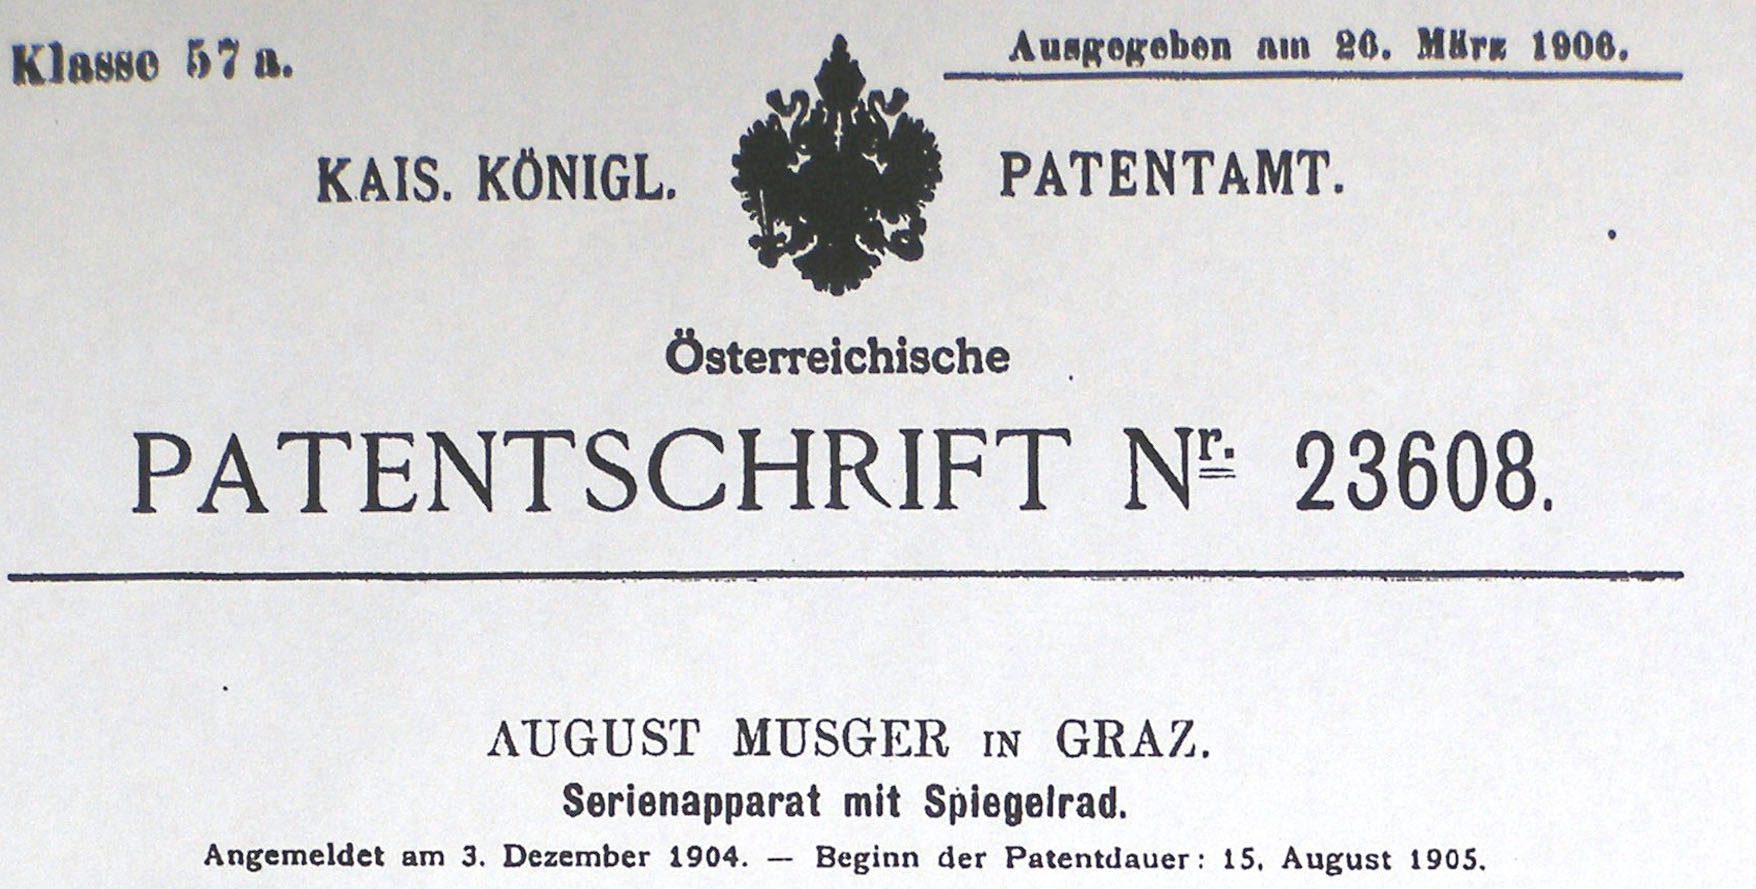 Klasse 57 a.
Ausgegeben am 26. März 1906.
KAIS. KÖNIGL. PATENTAMT.
Österreichische
PATENTSCHRIFT Nr. 23608.
AUGUST MUSGER IN GRAZ.
Serienapparat mit Spiegelrad.
Angemeldet am 3. Dezember 1904. — Beginn der Patentdauer: 15. August 1905.